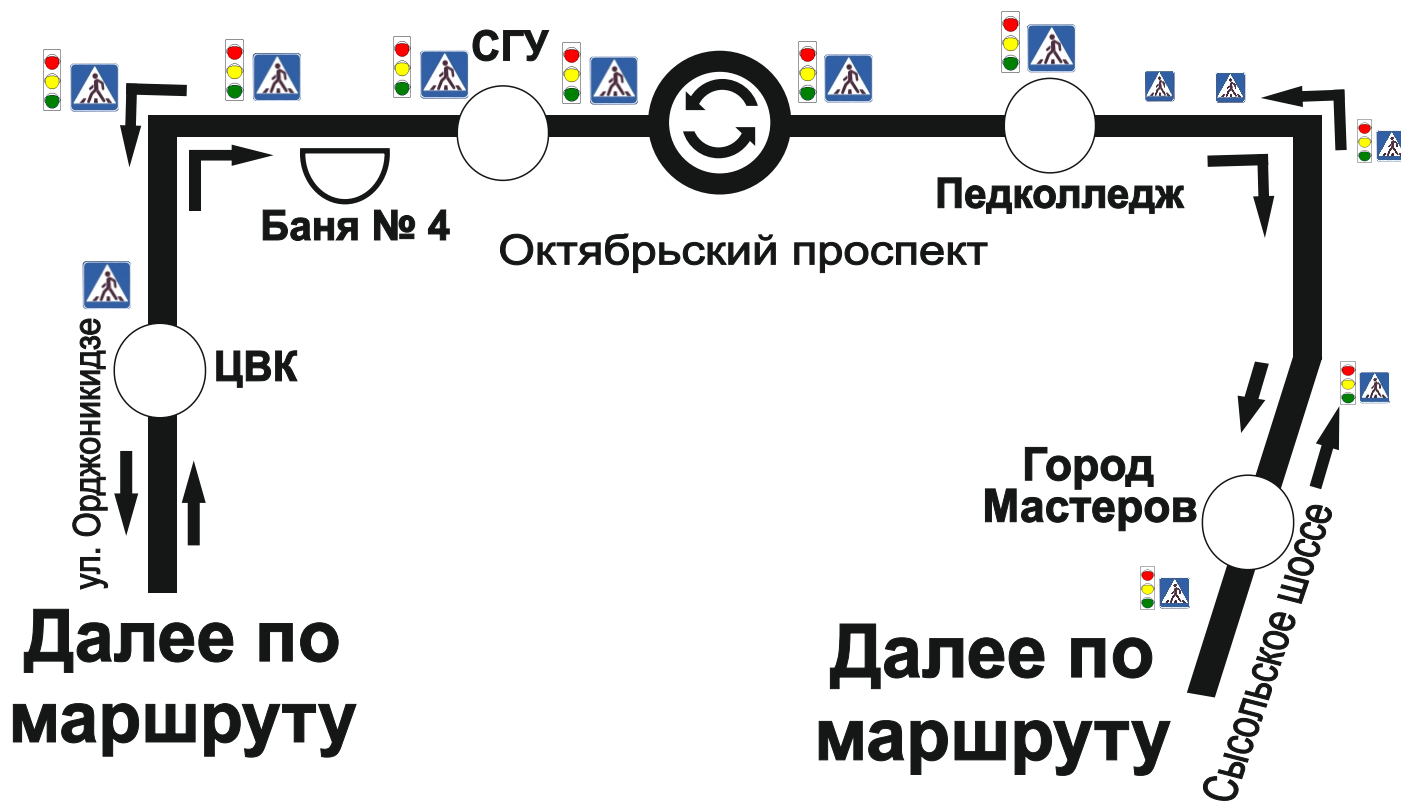 СГУ
Педколледж
Баня № 4
Октябрьский проспект
ул. Орджоникидзе
ЦВК
Город
Мастеров
Сысольское шоссе
Далее по
маршруту
Далее по
маршруту